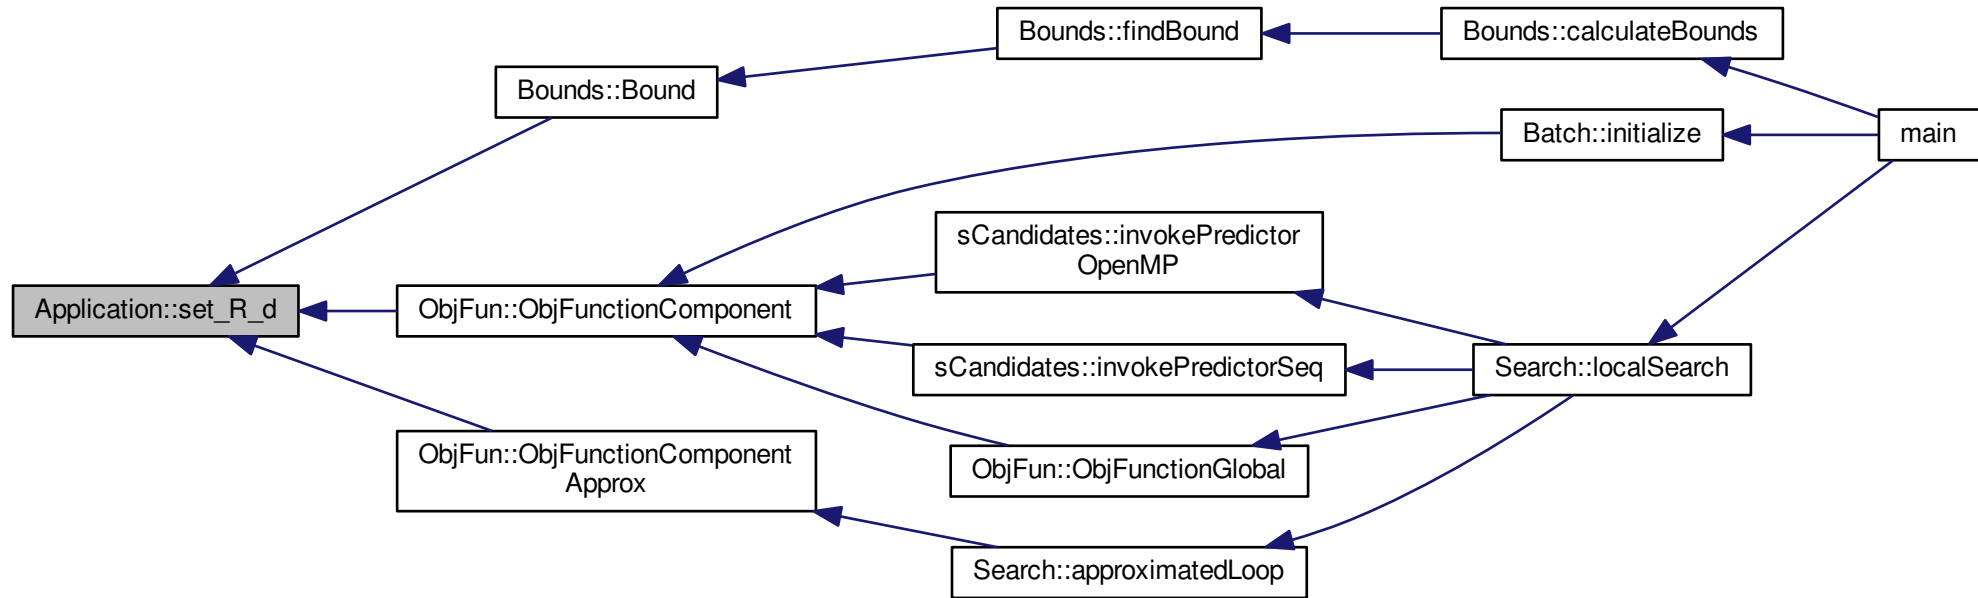 Bounds::findBound
Bounds::calculateBounds
Bounds::Bound
Batch::initialize
main
sCandidates::invokePredictor
OpenMP
Application::set_R_d
ObjFun::ObjFunctionComponent
sCandidates::invokePredictorSeq
Search::localSearch
ObjFun::ObjFunctionComponent
Approx
ObjFun::ObjFunctionGlobal
Search::approximatedLoop